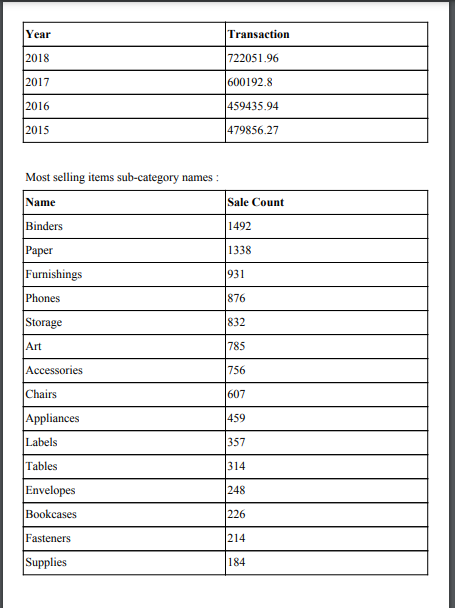 Year Transaction
2018 722051.96
2017 600192.8
2016 459435.94
2015 479856.27
Most selling items sub-category names :
Name Sale Count
Binders 1492
Paper 1338
Furnishings 931
Phones 876
Storage 832
Art 785
Accessories 756
Chairs 607
Appliances 459
Labels 357
Tables 314
Envelopes 248
Bookcases 226
Fasteners 214
Supplies 184